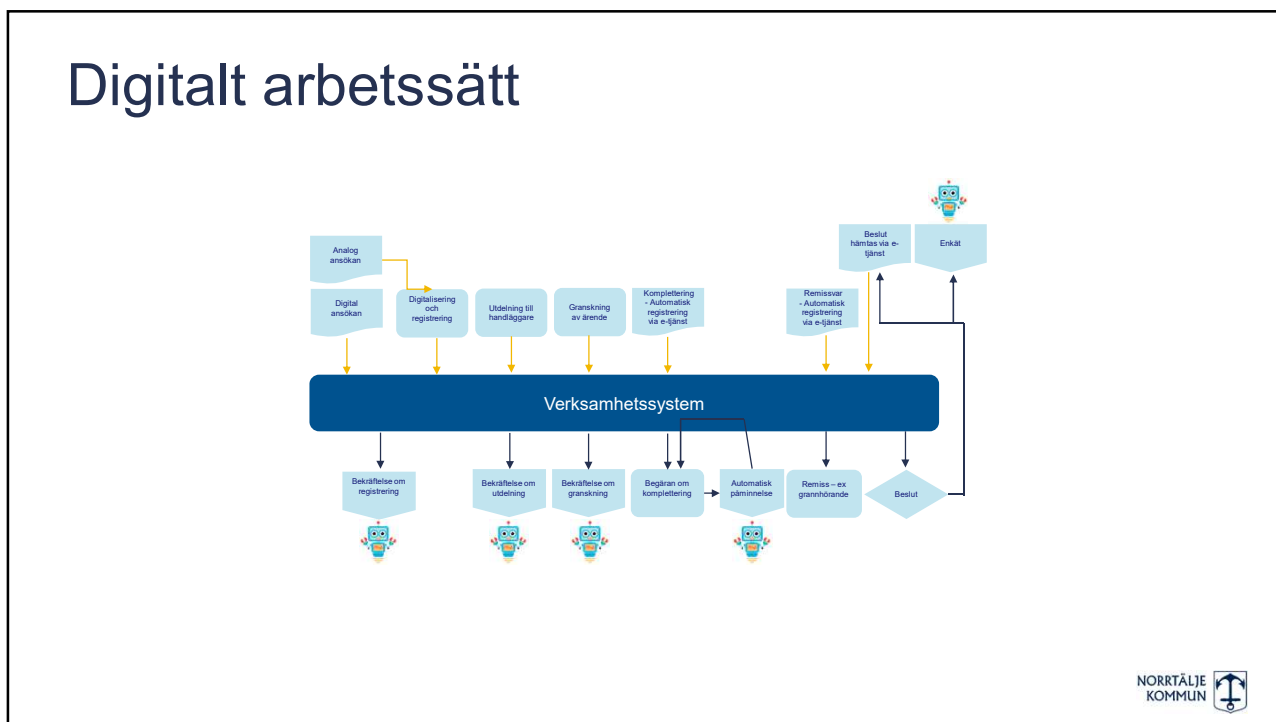 Digitalt arbetssätt
Beslut
hämtas via e-
tjänst
Enkät
Analog
ansökan
Digital
ansökan
Digitalisering
och
registrering
Utdelning till
handläggare
Granskning
av ärende
Komplettering
- Automatisk
registrering
via e-tjänst
Remissvar
- Automatisk
registrering
via e-tjänst
Verksamhetssystem
Bekräftelse om
registrering
Bekräftelse om
utdelning
Bekräftelse om
granskning
Begäran om
komplettering
Automatisk
påminnelse
Remiss – ex
grannhörande
Beslut
NORRTÄLJE
KOMMUN